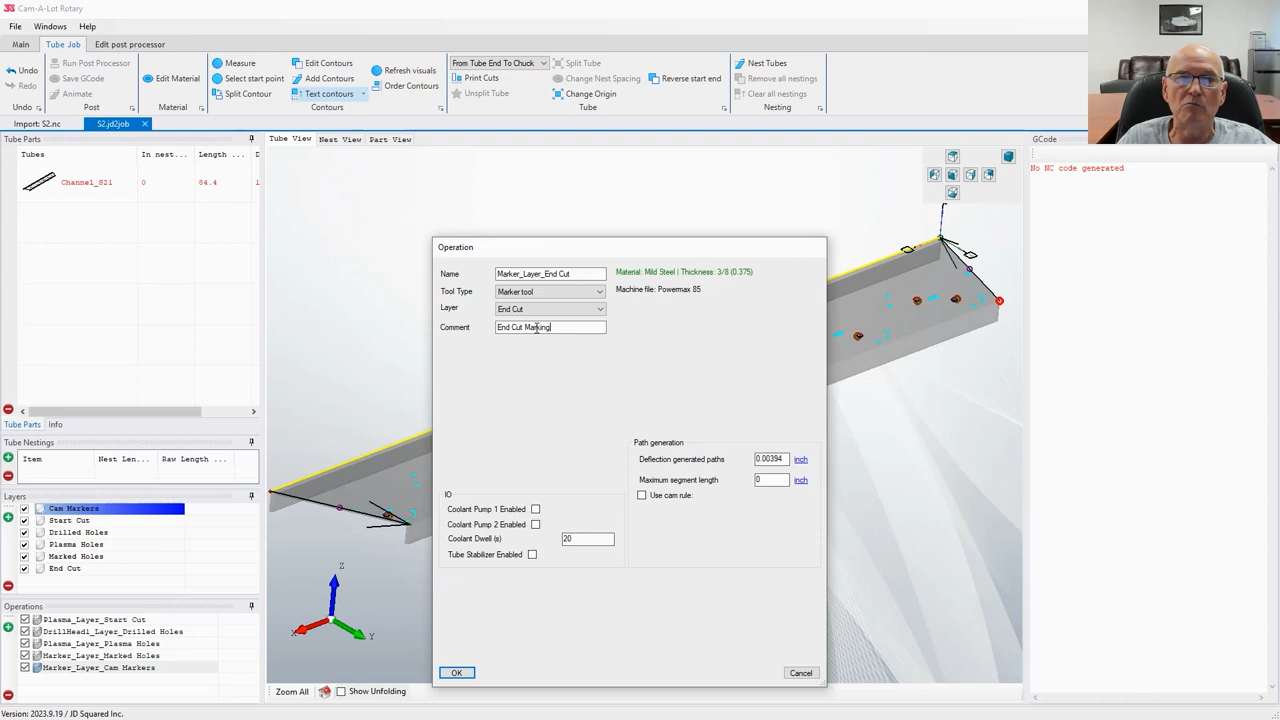 Cam-A-Lot Rotary
File Windows Help
Main Tube Job Edit post processor
Undo
Redo
Undo
Run Post Processor
Save GCode
Animate
Post
Edit Material
Material
Measure
Select start point
Split Contour
Edit Contours
Add Contours
Text contours
Refresh visuals
Order Contours
Contours
From Tube End To Chuck
Print Cuts
Unsplit Tube
Split Tube
Change Nest Spacing
Change Origin
Reverse start end
Tube
Nest Tubes
Remove all nestings
Clear all nestings
Nesting
Import: S2.nc S2.jd2job
Tube Parts
Tubes In nest... Length ... D
Channel_S21 0 84.4 1
Tube Parts Info
Tube Nestings
Item Nest Len... Raw Length ...
Layers
Cam Markers
Start Cut
Drilled Holes
Plasma Holes
Marked Holes
End Cut
Operations
Plasma_Layer_Start Cut
DrillHead1_Layer_Drilled Holes
Plasma_Layer_Plasma Holes
Marker_Layer_Marked Holes
Marker_Layer_Cam Markers
Tube View Nest View Part View
Operation
Name Marker_Layer_End Cut
Tool Type Marker tool
Layer End Cut
Comment End Cut Marking
Material: Mild Steel | Thickness: 3/8 (0.375)
Machine file: Powermax 85
Path generation
Deflection generated paths 0.00394 inch
Maximum segment length 0 inch
Use cam rule:
IO
Coolant Pump 1 Enabled
Coolant Pump 2 Enabled
Coolant Dwell (s) 20
Tube Stabilizer Enabled
OK Cancel
Z
X
Y
Zoom All Show Unfolding
GCode
No NC code generated
Version: 2023.9.19 / JD Squared Inc.